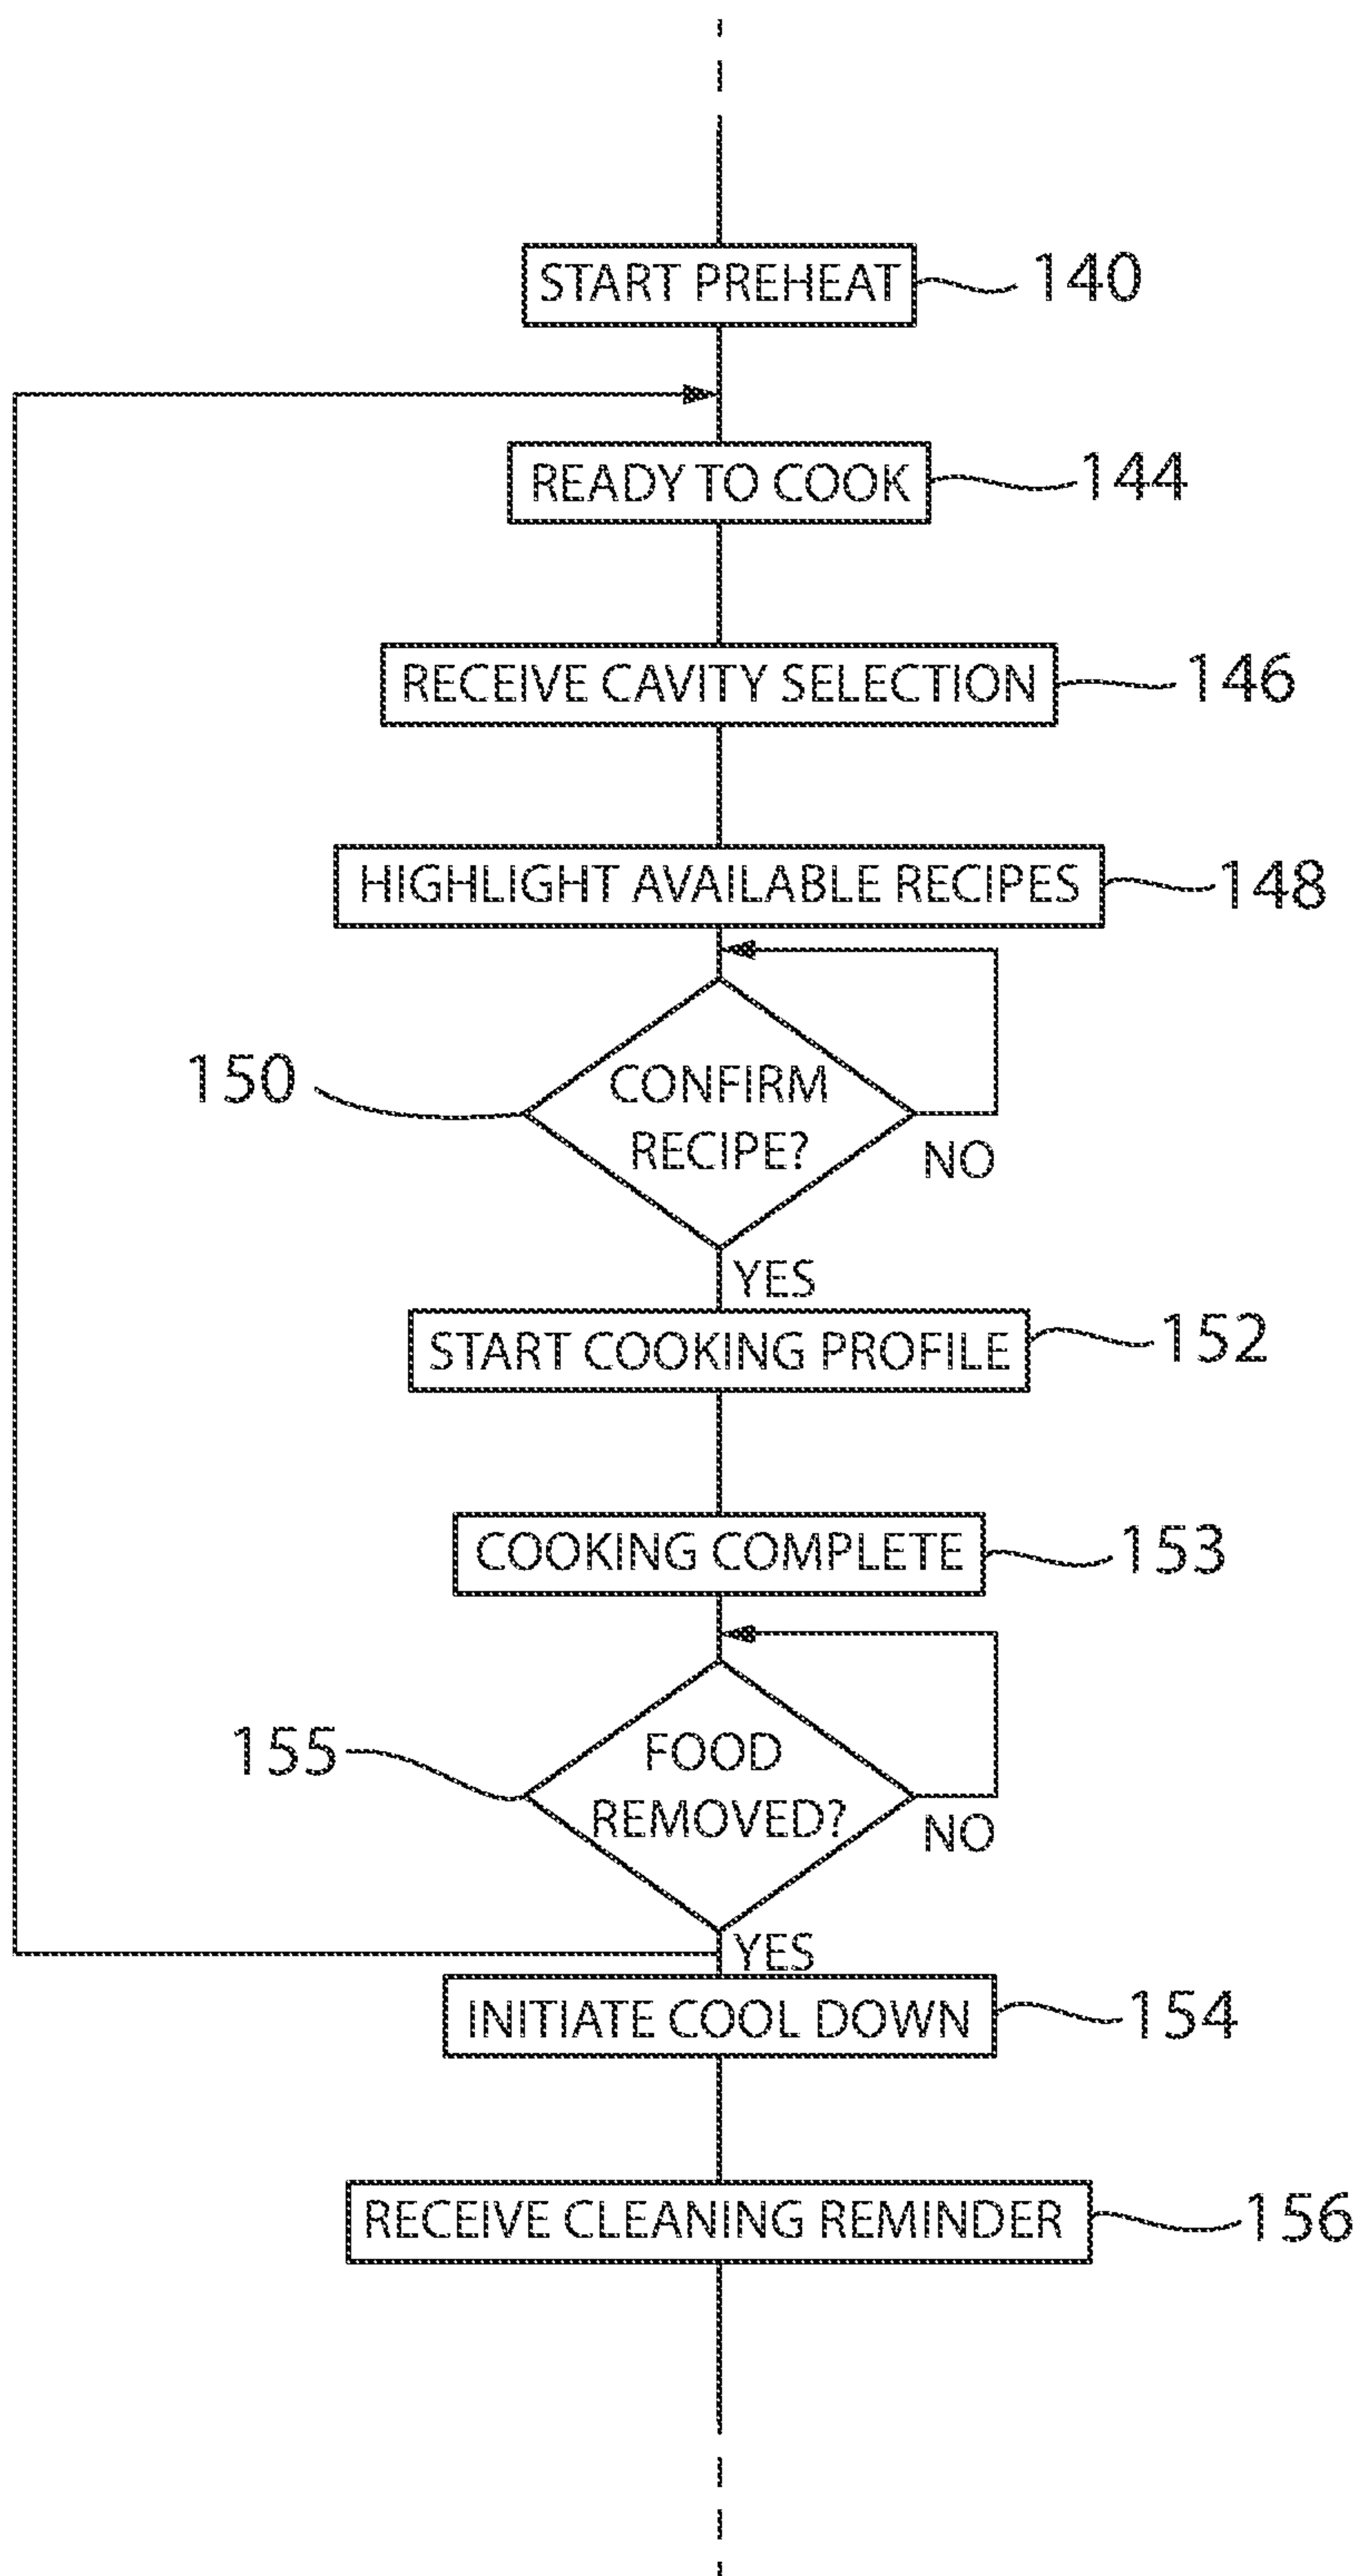 START PREHEAT 140
READY TO COOK 144
RECEIVE CAVITY SELECTION 146
HIGHLIGHT AVAILABLE RECIPES 148
150 CONFIRM
RECIPE?
NO
YES
START COOKING PROFILE 152
COOKING COMPLETE 153
155 FOOD
REMOVED?
NO
YES
INITIATE COOL DOWN 154
RECEIVE CLEANING REMINDER 156